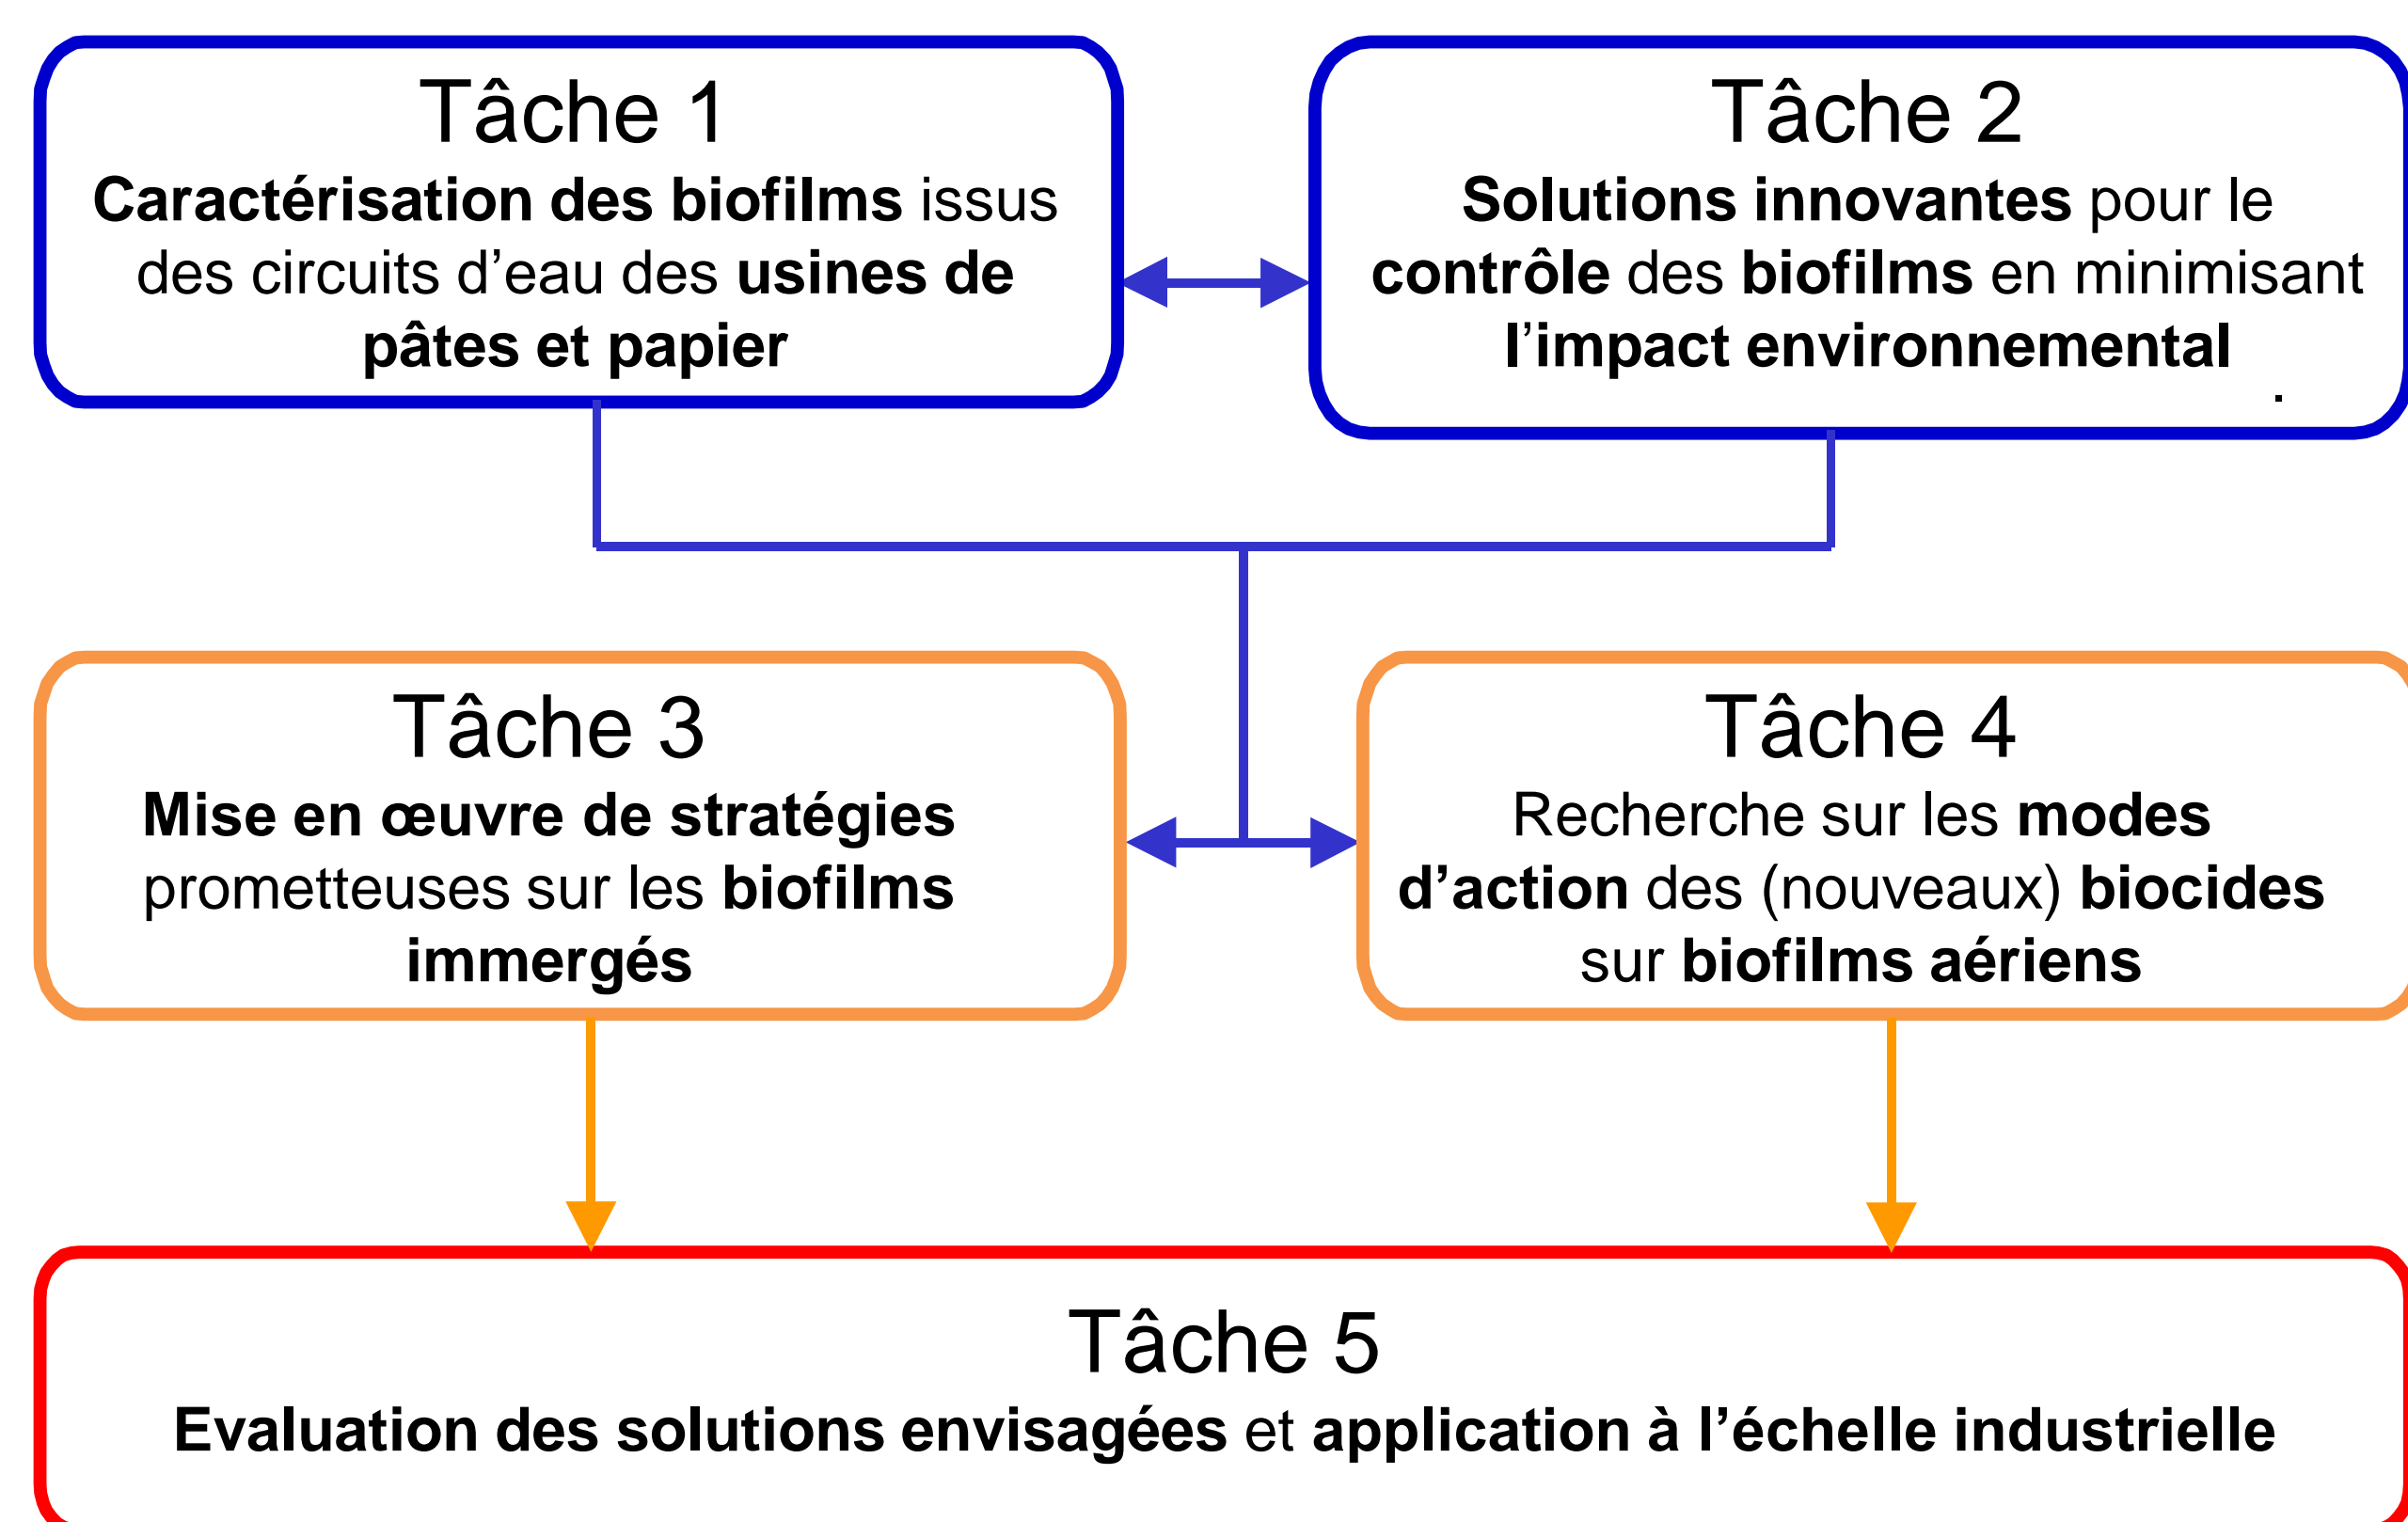 Tâche 1
Caractérisation des biofilms issus
des circuits d’eau des usines de
pâtes et papier
Tâche 2
Solutions innovantes pour le
contrôle des biofilms en minimisant
l’impact environnemental
.
Tâche 3
Mise en œuvre de stratégies
prometteuses sur les biofilms
immergés
Tâche 4
Recherche sur les modes
d’action des (nouveaux) biocides
sur biofilms aériens
Tâche 5
Evaluation des solutions envisagées et application à l’échelle industrielle